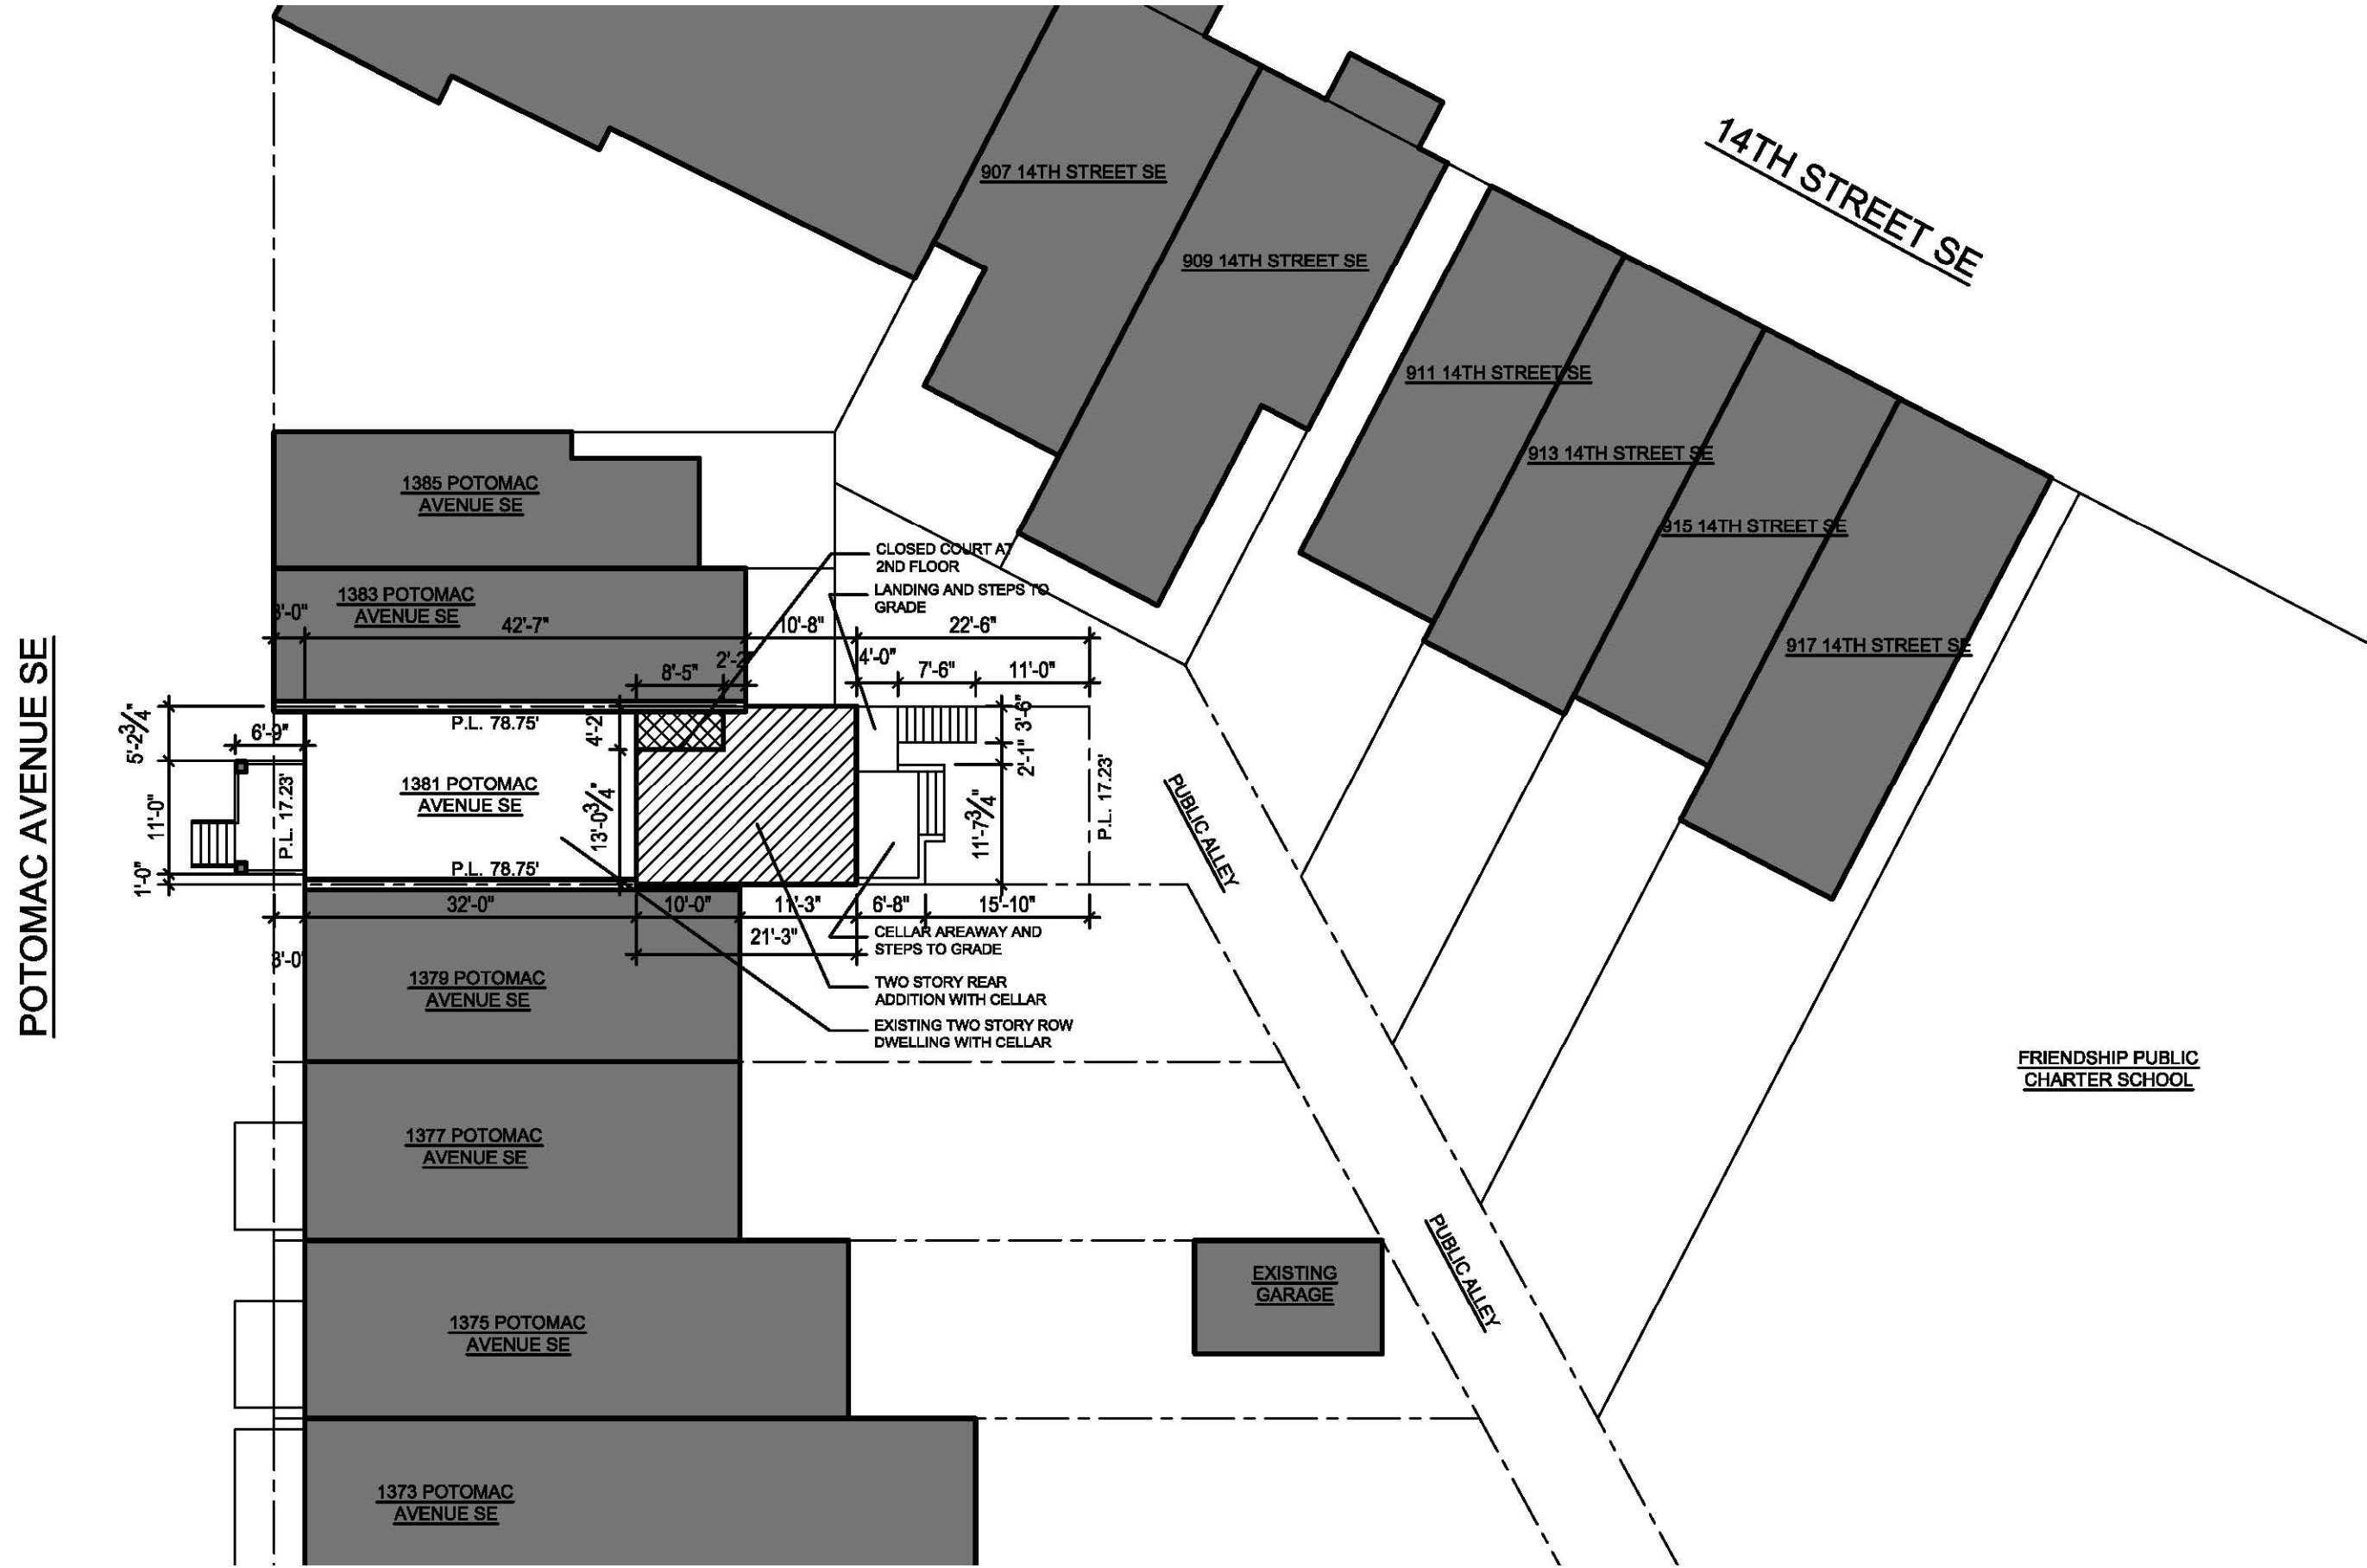 14TH STREET SE
907 14TH STREET SE
909 14TH STREET SE
911 14TH STREET SE
913 14TH STREET SE
915 14TH STREET SE
917 14TH STREET SE
1385 POTOMAC
AVENUE SE
CLOSED COURT AT
2ND FLOOR
LANDING AND STEPS TO
GRADE
1383 POTOMAC
AVENUE SE
3'-0"
42'-7"
10'-8"
22'-6"
8'-5"
2'-2"
4'-0"
7'-6"
11'-0"
POTOMAC AVENUE SE
5'-2¾"
6'-9"
P.L. 78.75'
4'-2"
3'-6"
2'-1"
11'-0"
P.L. 17.23'
1381 POTOMAC
AVENUE SE
13'-0¾"
11'-7¾"
P.L. 17.23'
PUBLIC ALLEY
1'-0"
P.L. 78.75'
32'-0"
10'-0"
11'-3"
6'-8"
15'-10"
21'-3"
3'-0"
CELLAR AREAWAY AND
STEPS TO GRADE
1379 POTOMAC
AVENUE SE
TWO STORY REAR
ADDITION WITH CELLAR
EXISTING TWO STORY ROW
DWELLING WITH CELLAR
FRIENDSHIP PUBLIC
CHARTER SCHOOL
1377 POTOMAC
AVENUE SE
PUBLIC ALLEY
EXISTING
GARAGE
1375 POTOMAC
AVENUE SE
1373 POTOMAC
AVENUE SE